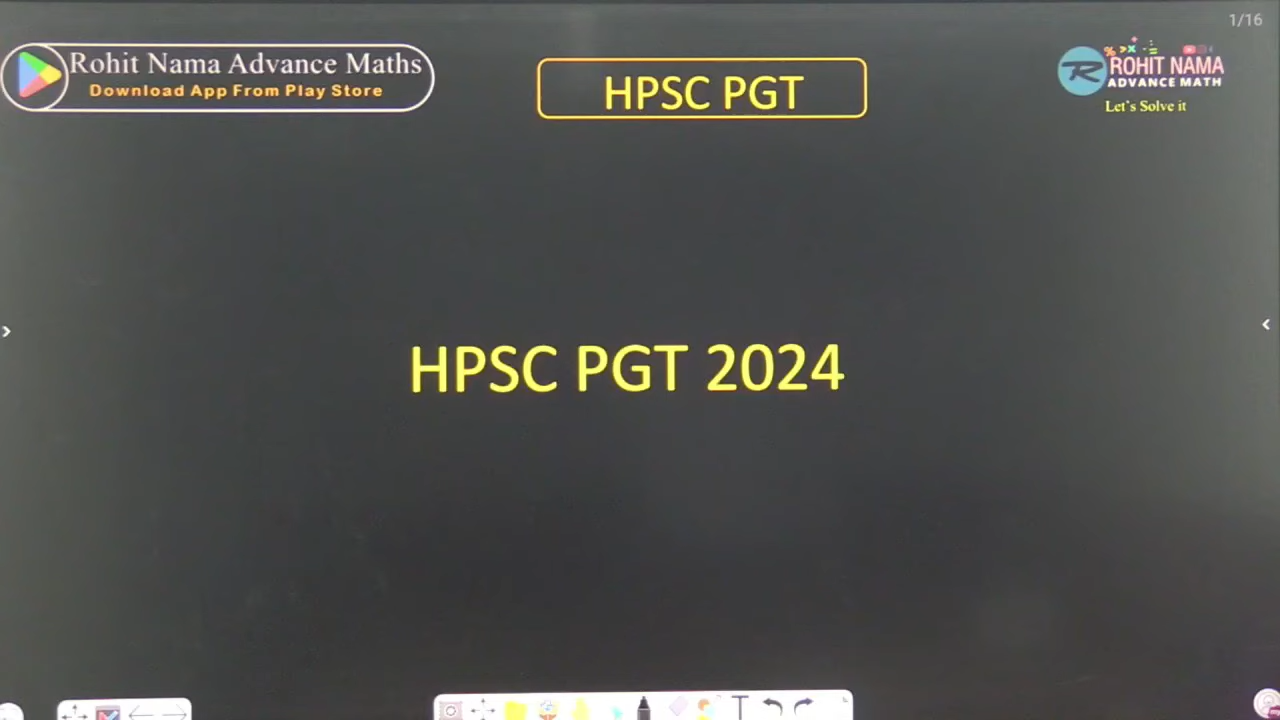 1/16
Rohit Nama Advance Maths
Download App From Play Store
HPSC PGT
ROHIT NAMA
ADVANCE MATH
Let's Solve it
HPSC PGT 2024